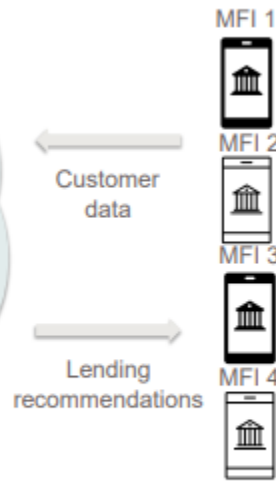 MFI 1
MFI 2
Customer
data
MFI 3
Lending
recommendations
MFI 4